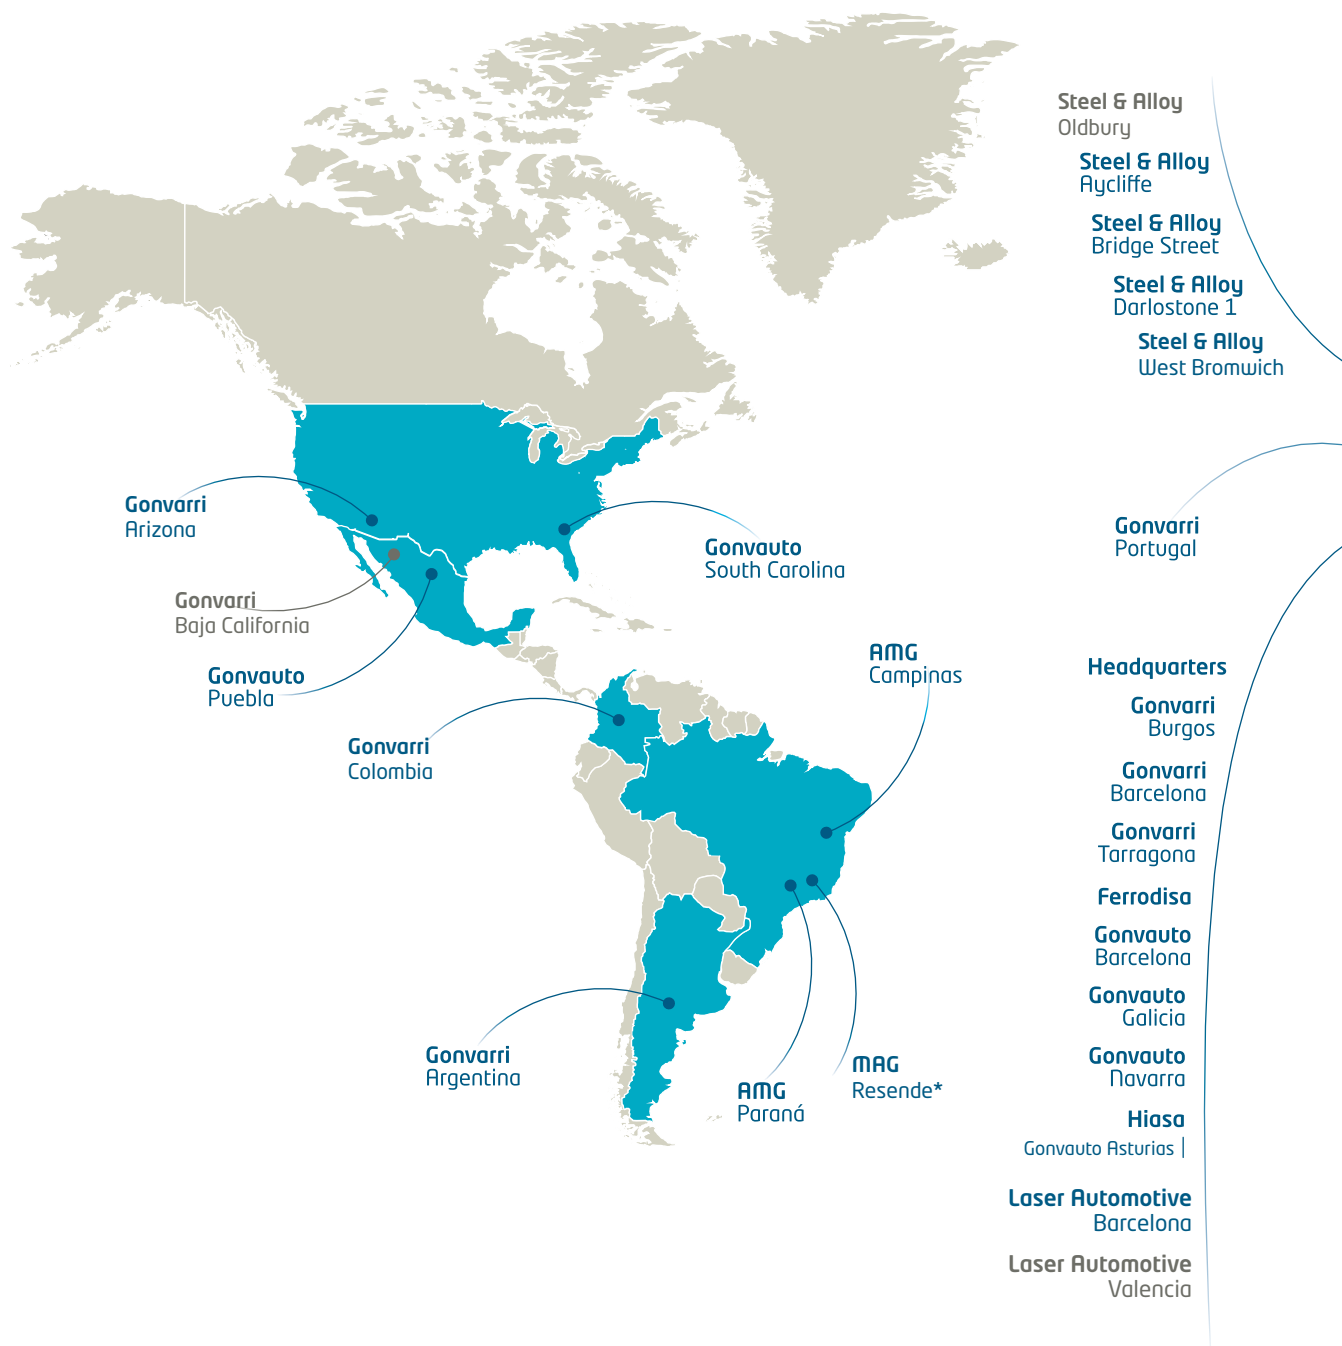 Steel & Alloy
Oldbury
Steel & Alloy
Aycliffe
Steel & Alloy
Bridge Street
Steel & Alloy
Darlostone 1
Steel & Alloy
West Bromwich
Gonvarri
Arizona
Gonvauto
South Carolina
Gonvarri
Portugal
Gonvarri
Baja California
Gonvauto
Puebla
AMG
Campinas
Gonvarri
Colombia
Gonvarri
Argentina
AMG
Paraná
MAG
Resende*
Headquarters
Gonvarri
Burgos
Gonvarri
Barcelona
Gonvarri
Tarragona
Ferrodisa
Gonvauto
Barcelona
Gonvauto
Galicia
Gonvauto
Navarra
Hiasa
Gonvauto Asturias |
Laser Automotive
Barcelona
Laser Automotive
Valencia